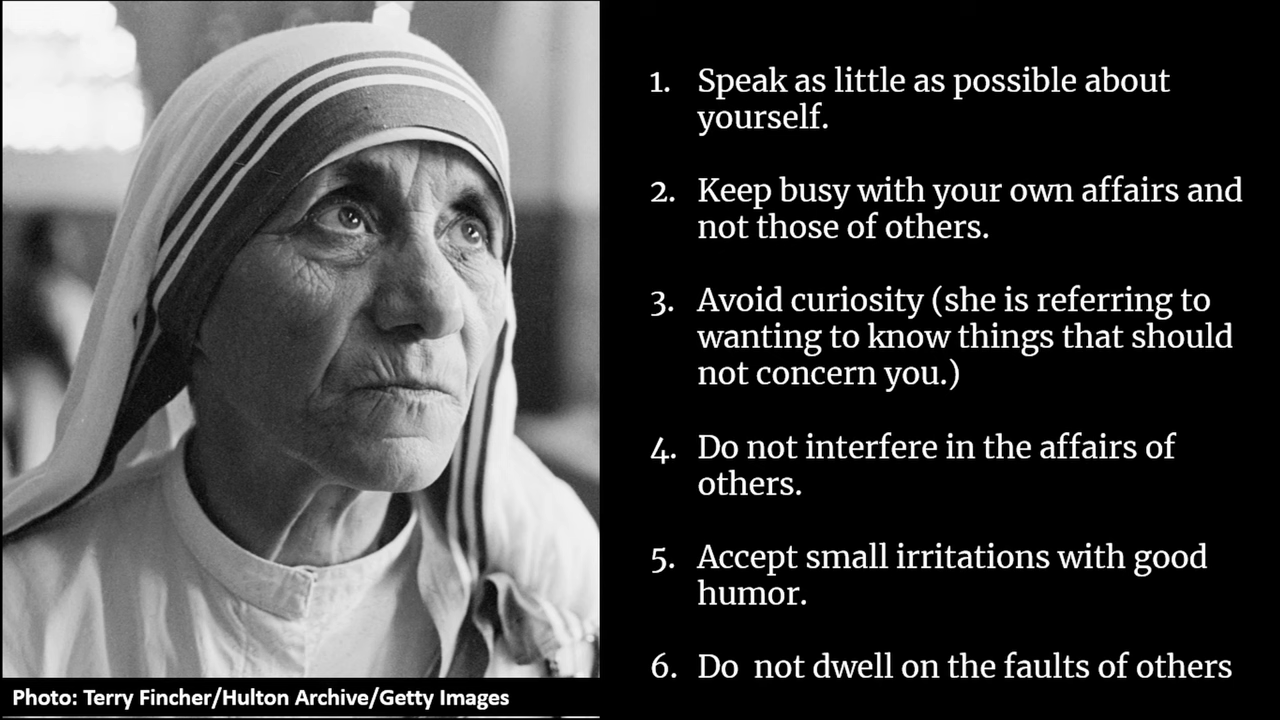 1. Speak as little as possible about
yourself.
2. Keep busy with your own affairs and
not those of others.
3. Avoid curiosity (she is referring to
wanting to know things that should
not concern you.)
4. Do not interfere in the affairs of
others.
5. Accept small irritations with good
humor.
6. Do  not dwell on the faults of others
Photo: Terry Fincher/Hulton Archive/Getty Images